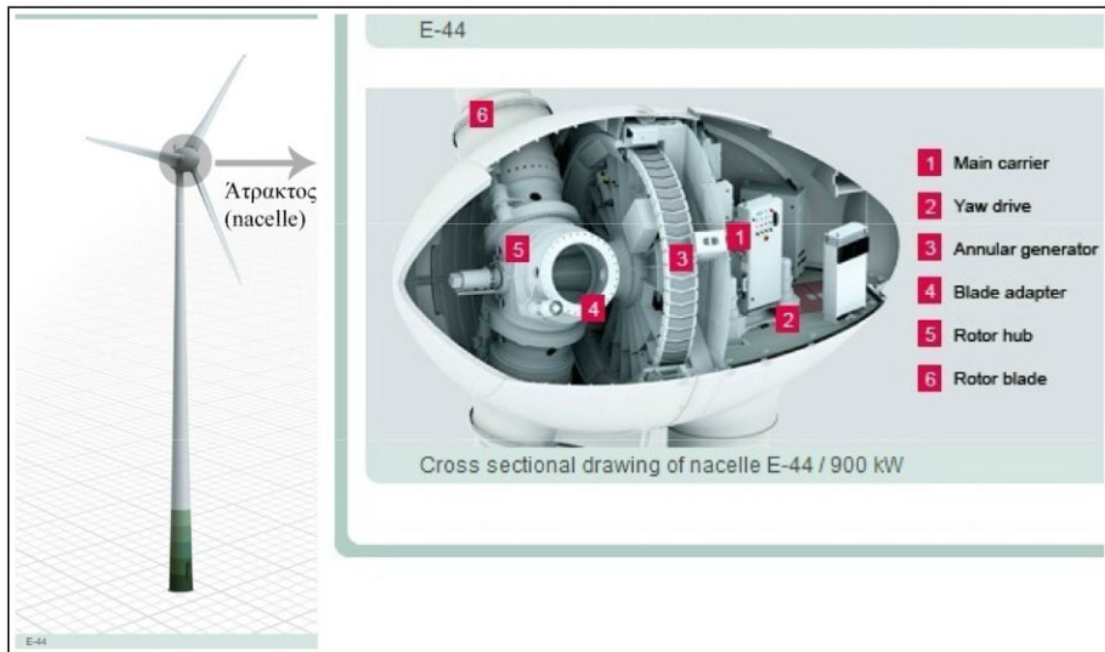 Άτρακτος
(nacelle)
E-44
E-44
6
5
4
3
1
2
1 Main carrier
2 Yaw drive
3 Annular generator
4 Blade adapter
5 Rotor hub
6 Rotor blade
Cross sectional drawing of nacelle E-44 / 900 kW